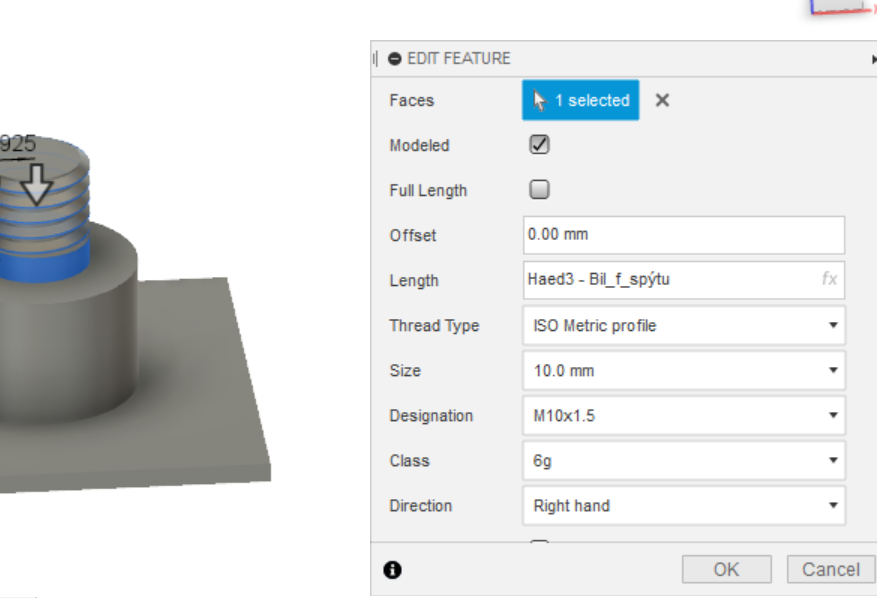 EDIT FEATURE
925
Faces 1 selected
Modeled
Full Length
Offset 0.00 mm
Length Haed3 - Bil_f_spýtu fx
Thread Type ISO Metric profile
Size 10.0 mm
Designation M10x1.5
Class 6g
Direction Right hand
OK Cancel